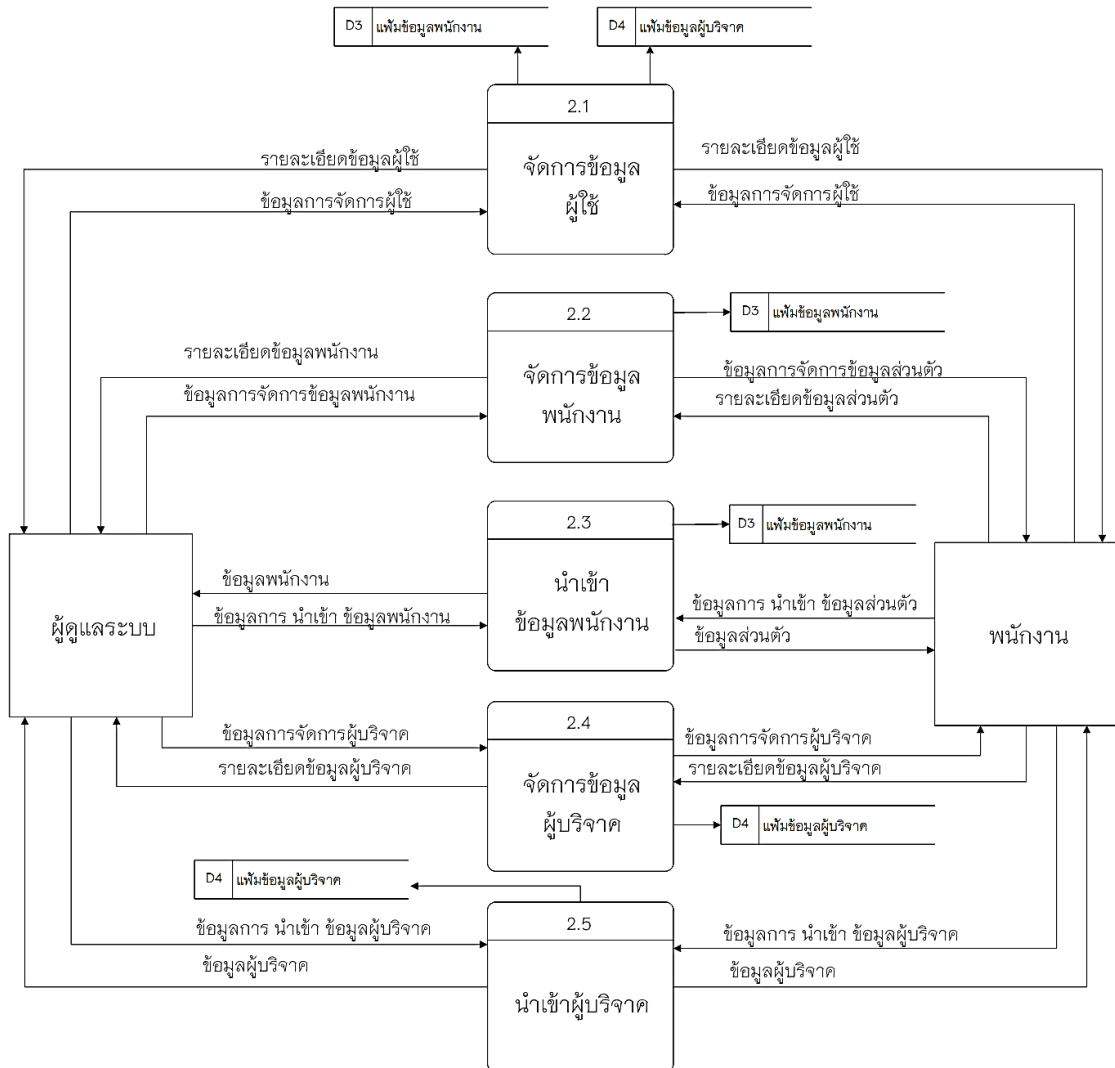 D3 แฟ้มข้อมูลพนักงาน
D4 แฟ้มข้อมูลผู้บริจาค
2.1
จัดการข้อมูล
ผู้ใช้
รายละเอียดข้อมูลผู้ใช้
ข้อมูลการจัดการผู้ใช้
รายละเอียดข้อมูลผู้ใช้
ข้อมูลการจัดการผู้ใช้
2.2
จัดการข้อมูล
พนักงาน
D3 แฟ้มข้อมูลพนักงาน
รายละเอียดข้อมูลพนักงาน
ข้อมูลการจัดการข้อมูลพนักงาน
ข้อมูลการจัดการข้อมูลส่วนตัว
รายละเอียดข้อมูลส่วนตัว
2.3
นำเข้า
ข้อมูลพนักงาน
D3 แฟ้มข้อมูลพนักงาน
ผู้ดูแลระบบ
ข้อมูลพนักงาน
ข้อมูลการ นำเข้า ข้อมูลพนักงาน
ข้อมูลการ นำเข้า ข้อมูลส่วนตัว
ข้อมูลส่วนตัว
พนักงาน
2.4
จัดการข้อมูล
ผู้บริจาค
ข้อมูลการจัดการผู้บริจาค
รายละเอียดข้อมูลผู้บริจาค
ข้อมูลการจัดการผู้บริจาค
รายละเอียดข้อมูลผู้บริจาค
D4 แฟ้มข้อมูลผู้บริจาค
D4 แฟ้มข้อมูลผู้บริจาค
2.5
นำเข้าผู้บริจาค
ข้อมูลการ นำเข้า ข้อมูลผู้บริจาค
ข้อมูลผู้บริจาค
ข้อมูลการ นำเข้า ข้อมูลผู้บริจาค
ข้อมูลผู้บริจาค